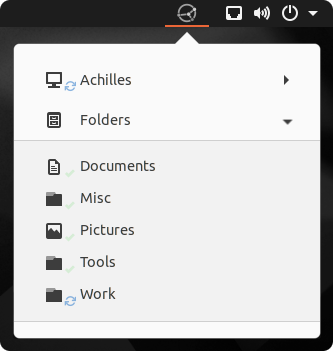 Achilles
Folders
Documents
Misc
Pictures
Tools
Work